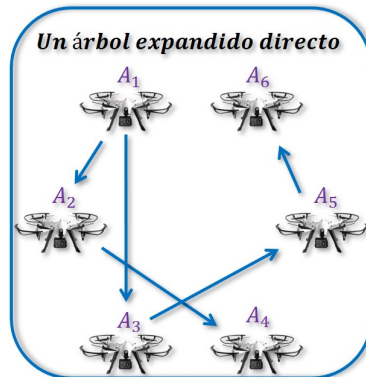 Un árbol expandido directo
A₁ A₆
A₂ A₅
A₃ A₄